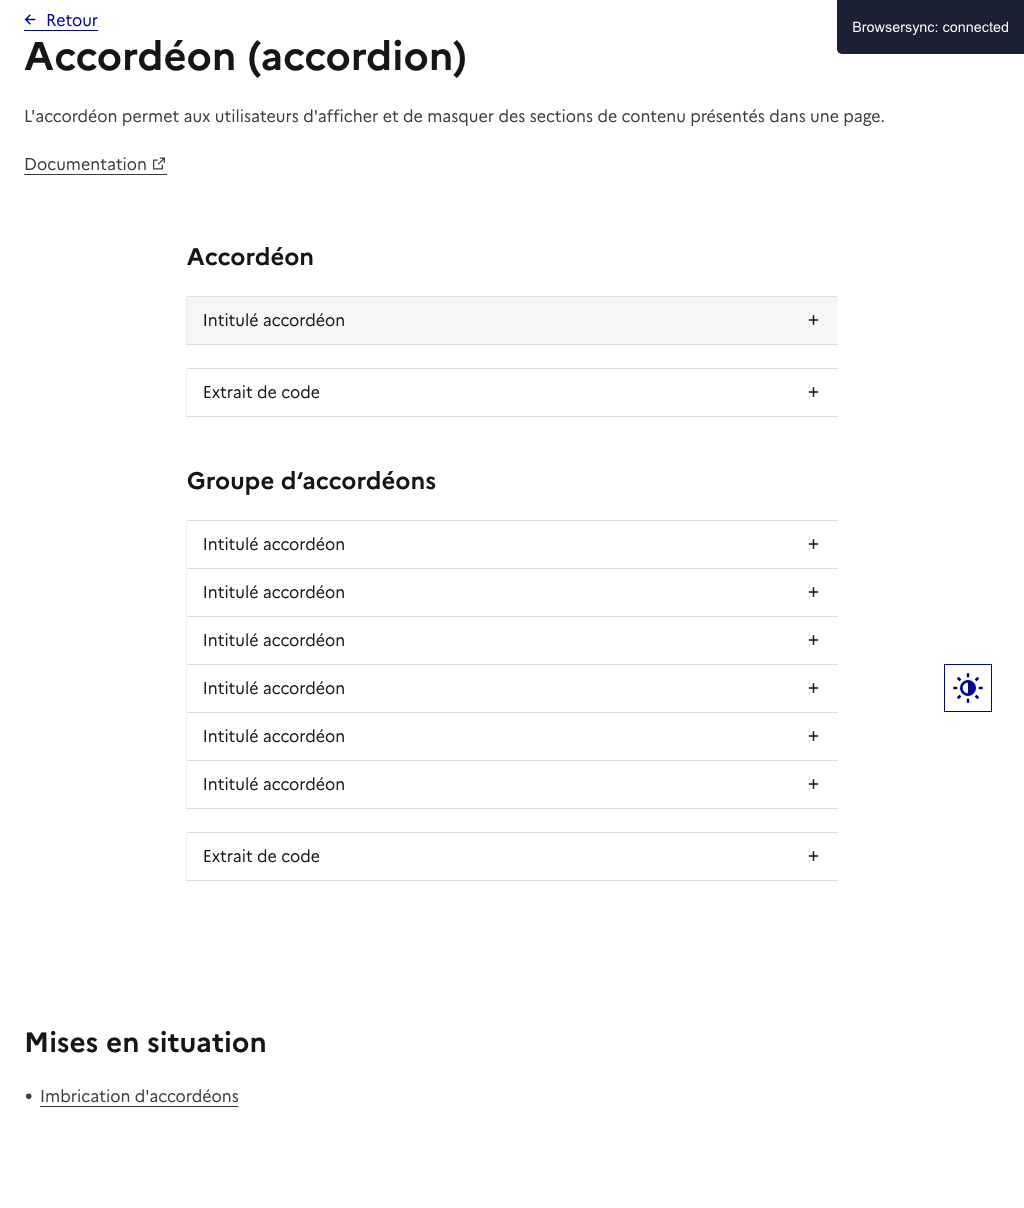 Retour
Browsersync: connected
Accordéon (accordion)
L'accordéon permet aux utilisateurs d'afficher et de masquer des sections de contenu présentés dans une page.
Documentation
Accordéon
Intitulé accordéon
Extrait de code
Groupe d‘accordéons
Intitulé accordéon
Intitulé accordéon
Intitulé accordéon
Intitulé accordéon
Intitulé accordéon
Intitulé accordéon
Extrait de code
Mises en situation
• Imbrication d'accordéons